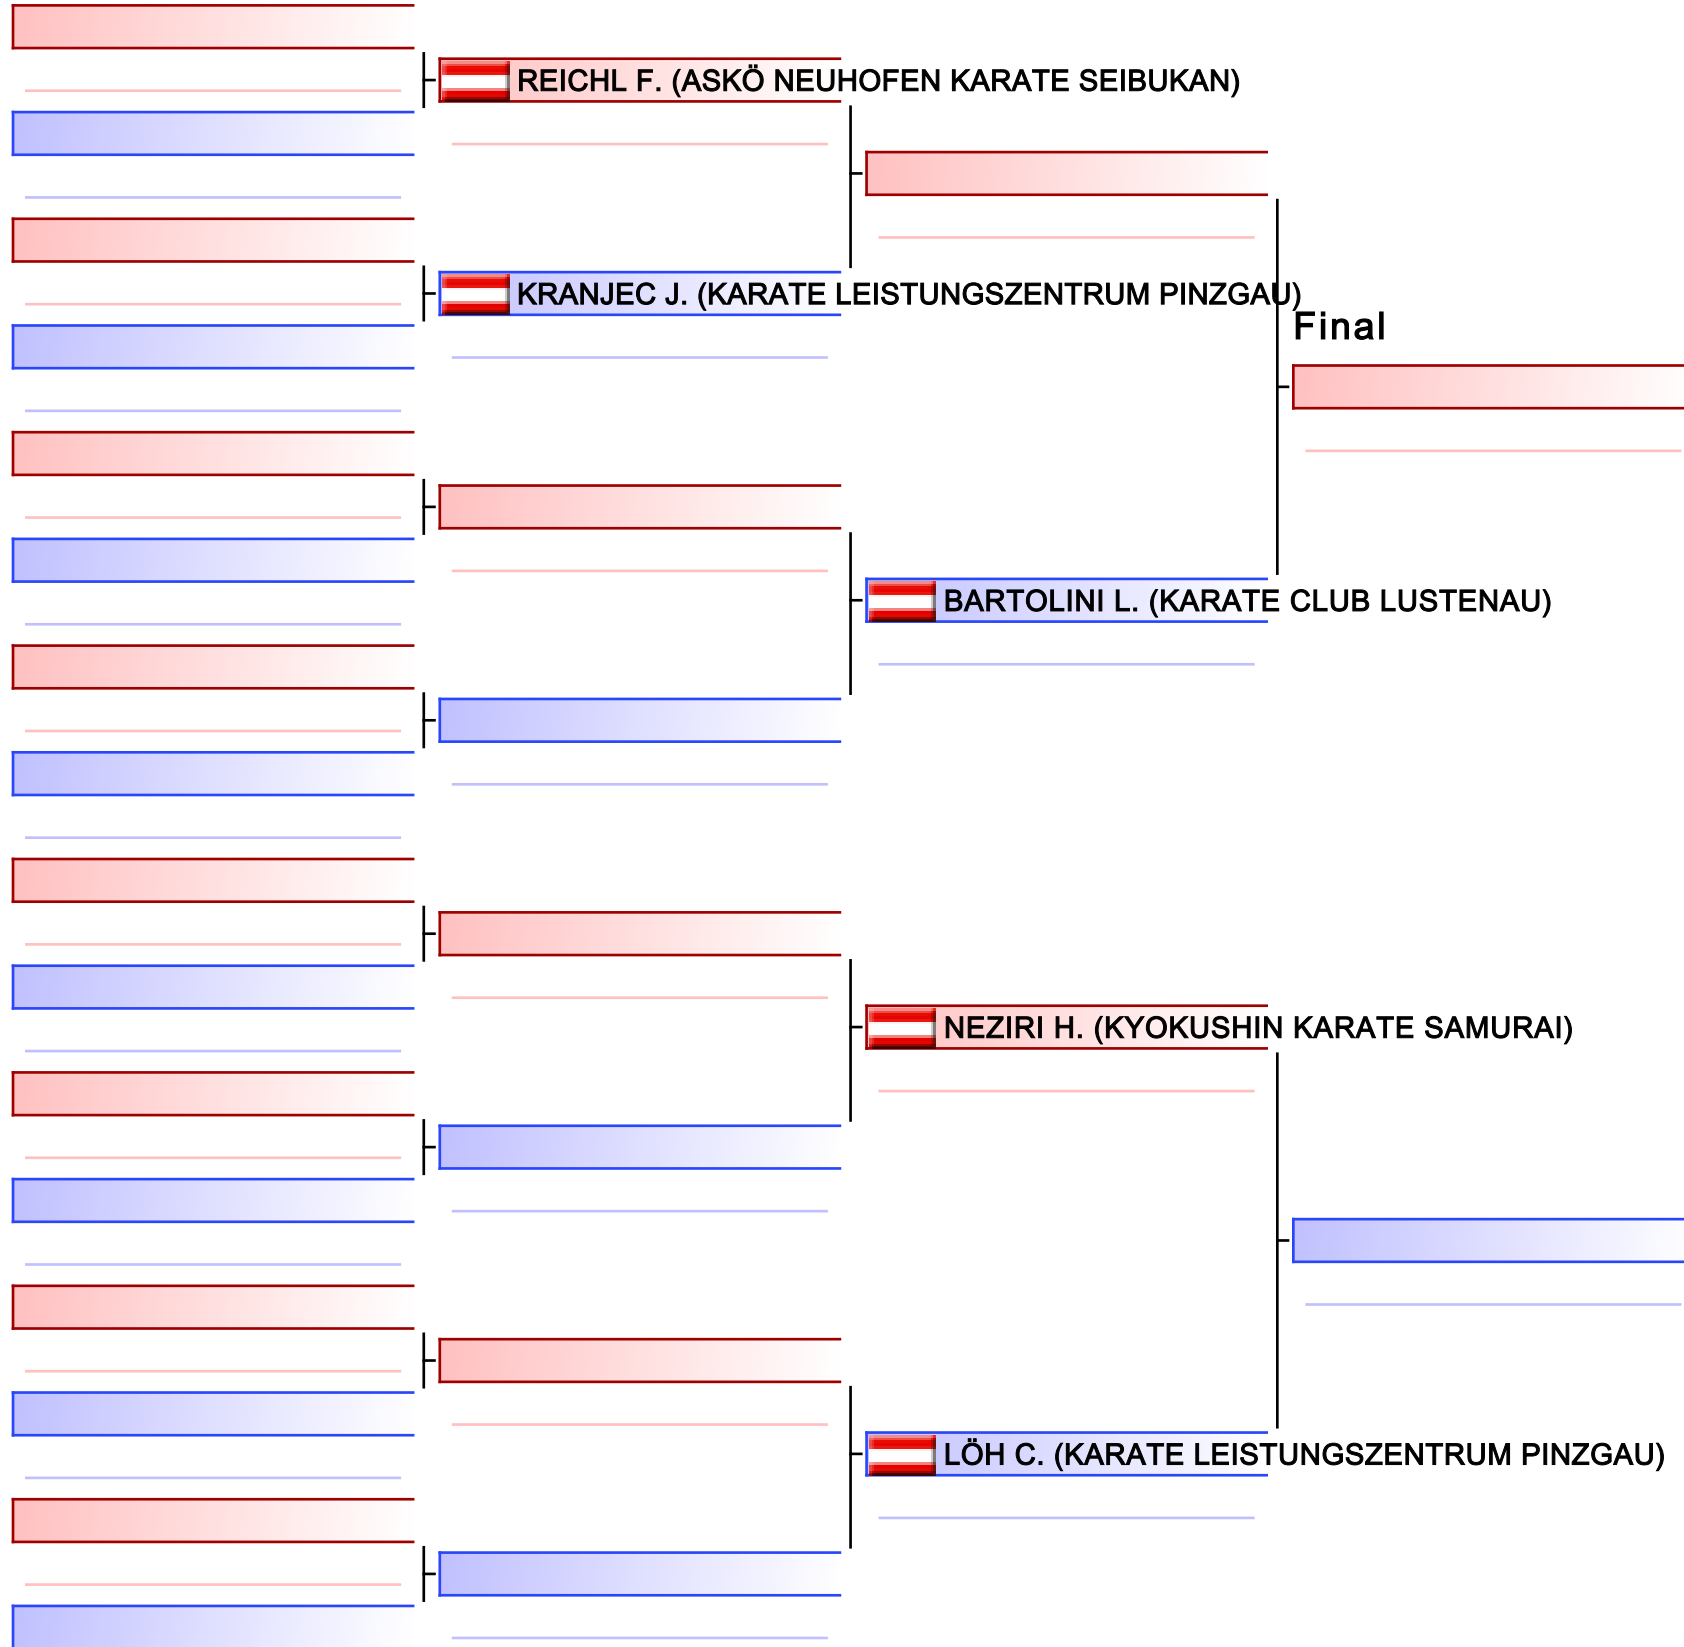 REICHL F. (ASKÖ NEUHOFEN KARATE SEIBUKAN)
KRANJEC J. (KARATE LEISTUNGSZENTRUM PINZGAU)
Final
BARTOLINI L. (KARATE CLUB LUSTENAU)
NEZIRI H. (KYOKUSHIN KARATE SAMURAI)
LÖH C. (KARATE LEISTUNGSZENTRUM PINZGAU)